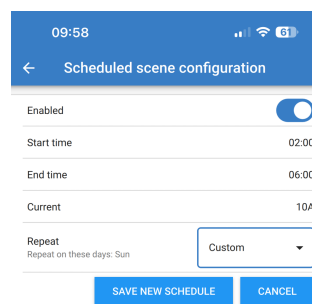 09:58
61
Scheduled scene configuration
Enabled
Start time 02:00
End time 06:00
Current 10A
Repeat
Repeat on these days: Sun
Custom
SAVE NEW SCHEDULE CANCEL